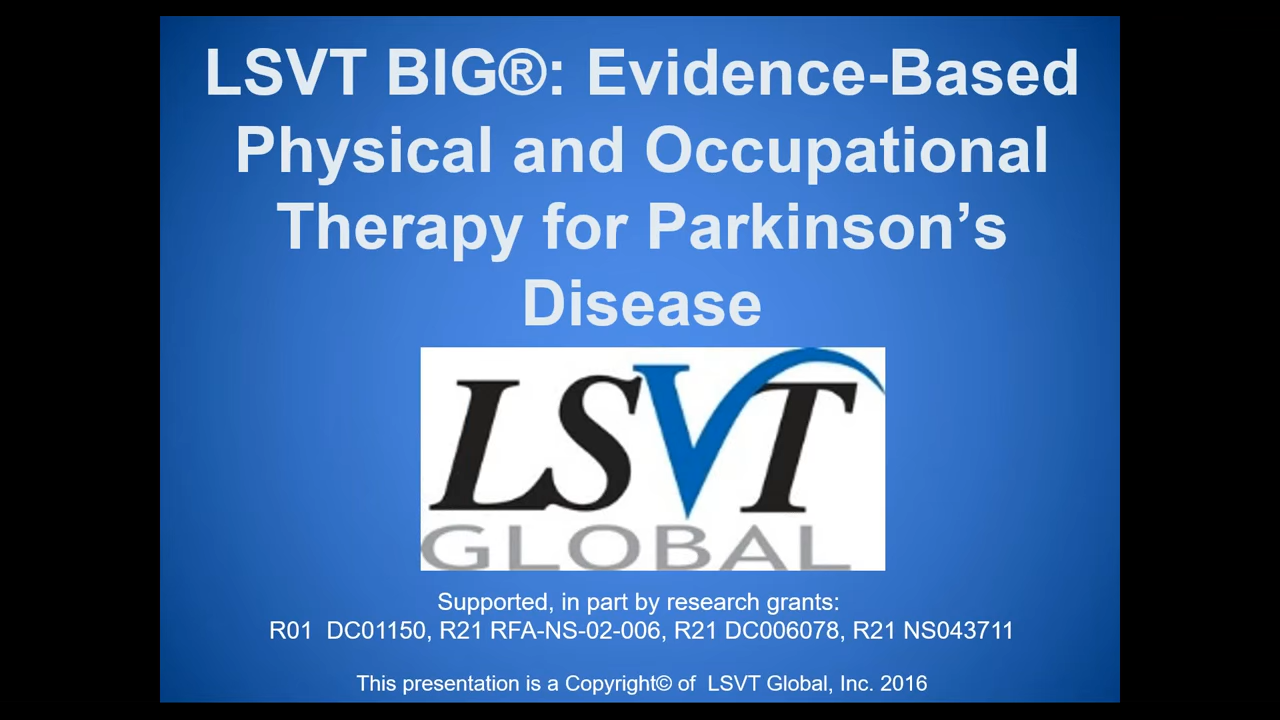 LSVT BIG®: Evidence-Based
Physical and Occupational
Therapy for Parkinson’s
Disease
LSVT
GLOBAL
Supported, in part by research grants:
R01  DC01150, R21 RFA-NS-02-006, R21 DC006078, R21 NS043711
This presentation is a Copyright© of  LSVT Global, Inc. 2016